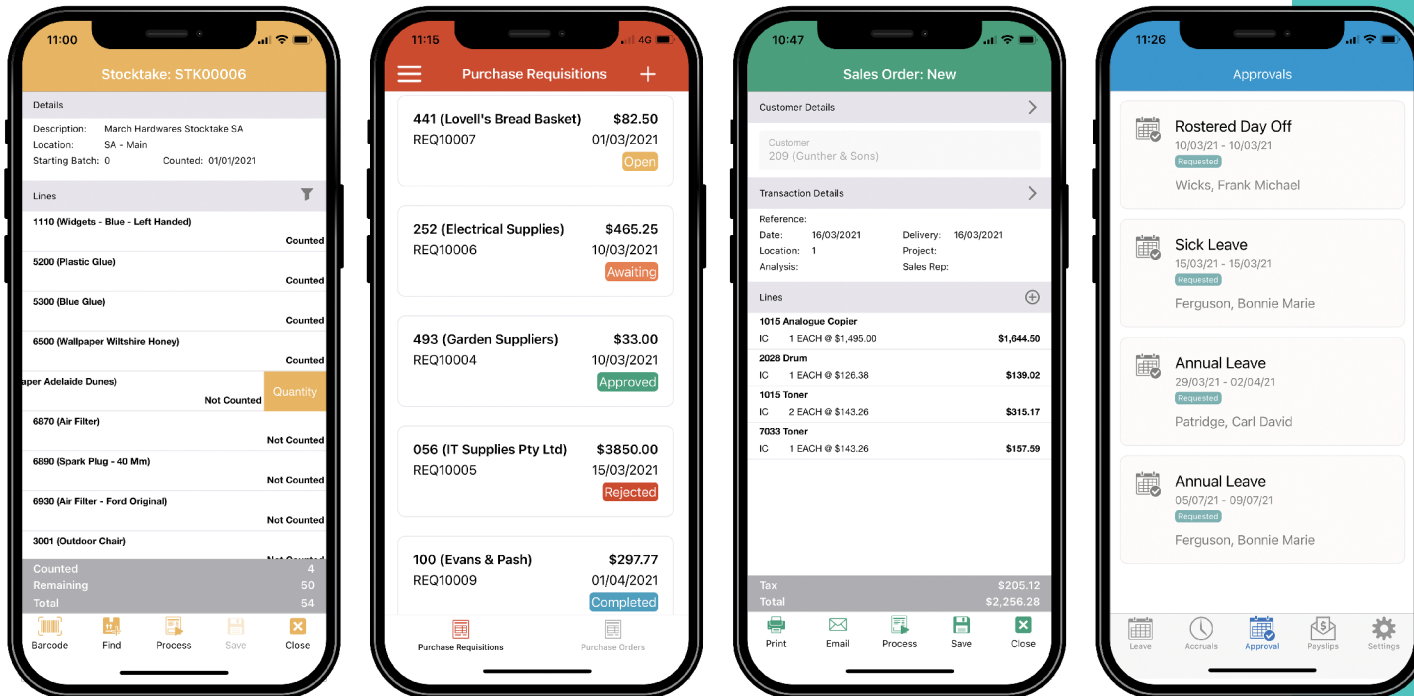 11:00
Stocktake: STK00006
Details
Description: March Hardwares Stocktake SA
Location: SA - Main
Starting Batch: 0 Counted: 01/01/2021
Lines
1110 (Widgets - Blue - Left Handed)
Counted
5200 (Plastic Glue)
Counted
5300 (Blue Glue)
Counted
6500 (Wallpaper Wiltshire Honey)
Counted
aper Adelaide Dunes)
Not Counted Quantity
6870 (Air Filter)
Not Counted
6890 (Spark Plug - 40 Mm)
Not Counted
6930 (Air Filter - Ford Original)
Not Counted
3001 (Outdoor Chair)
Not Counted
Counted 4
Remaining 50
Total 54
Barcode Find Process Save Close
11:15 4G
Purchase Requisitions +
441 (Lovell's Bread Basket) $82.50
REQ10007 01/03/2021
Open
252 (Electrical Supplies) $465.25
REQ10006 10/03/2021
Awaiting
493 (Garden Suppliers) $33.00
REQ10004 10/03/2021
Approved
056 (IT Supplies Pty Ltd) $3850.00
REQ10005 15/03/2021
Rejected
100 (Evans & Pash) $297.77
REQ10009 01/04/2021
Completed
Purchase Requisitions Purchase Orders
10:47
Sales Order: New
Customer Details
Customer
209 (Gunther & Sons)
Transaction Details
Reference:
Date: 16/03/2021 Delivery: 16/03/2021
Location: 1 Project:
Analysis: Sales Rep:
Lines
1015 Analogue Copier
IC 1 EACH @ $1,495.00 $1,644.50
2028 Drum
IC 1 EACH @ $126.38 $139.02
1015 Toner
IC 2 EACH @ $143.26 $315.17
7033 Toner
IC 1 EACH @ $143.26 $157.59
Tax $205.12
Total $2,256.28
Print Email Process Save Close
11:26
Approvals
Rostered Day Off
10/03/21 - 10/03/21
Requested
Wicks, Frank Michael
Sick Leave
15/03/21 - 15/03/21
Requested
Ferguson, Bonnie Marie
Annual Leave
29/03/21 - 02/04/21
Requested
Patridge, Carl David
Annual Leave
05/07/21 - 09/07/21
Requested
Ferguson, Bonnie Marie
Leave Accruals Approval Payslips Settings